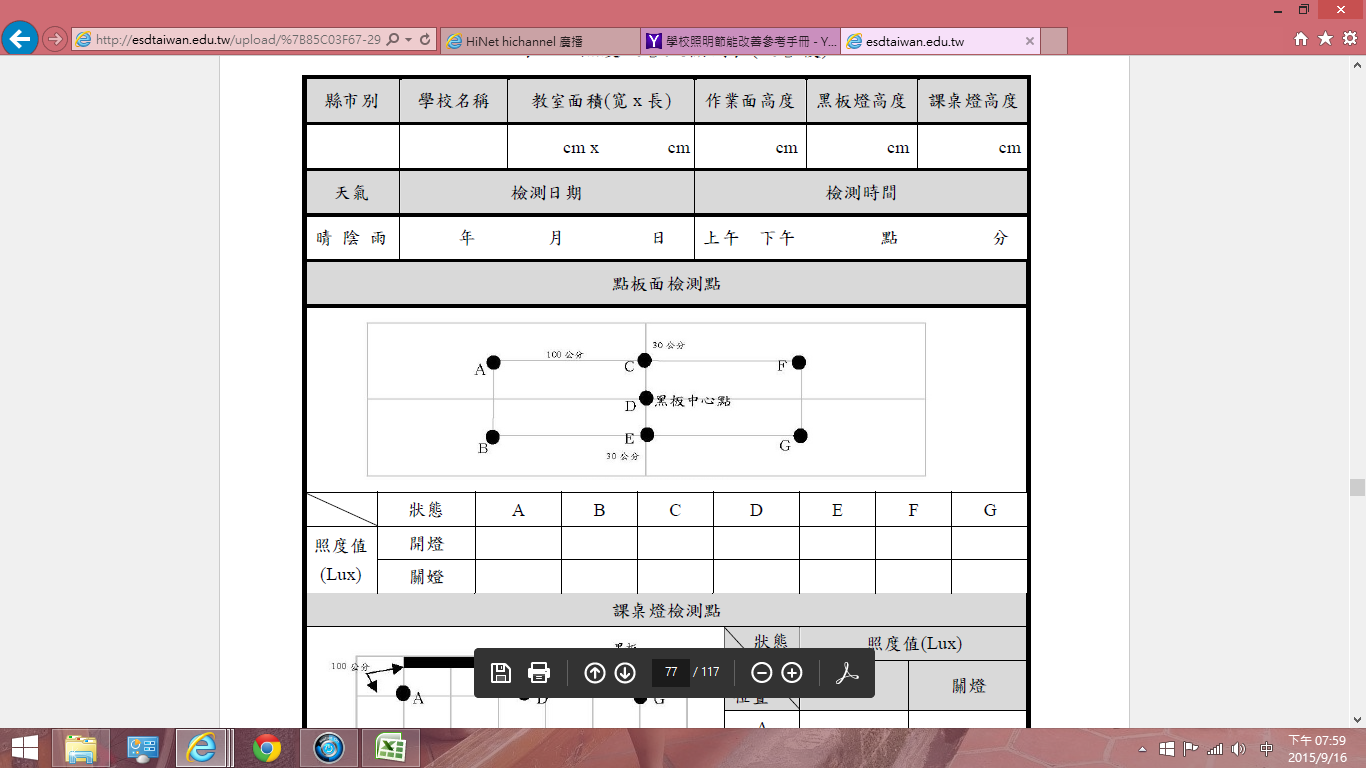 http://esdtaiwan.edu.tw/upload/%7B85C03F67-29
HiNet hichannel 廣播
學校照明節能改善參考手冊 - Y...
esdtaiwan.edu.tw
縣市別 學校名稱 教室面積(寬 x 長) 作業面高度 黑板燈高度 課桌燈高度
cm x cm cm cm cm
天氣 檢測日期 檢測時間
晴 陰 雨 年 月 日 上午 下午 點 分
點板面檢測點
A 100 公分 C 30 公分 F
D 黑板中心點
B E G
30 公分
狀態 A B C D E F G
照度值 開燈
(Lux) 關燈
課桌燈檢測點
狀態 照度值(Lux)
100 公分
77 / 117
關燈
A D G
A
中
下午 07:59
2015/9/16